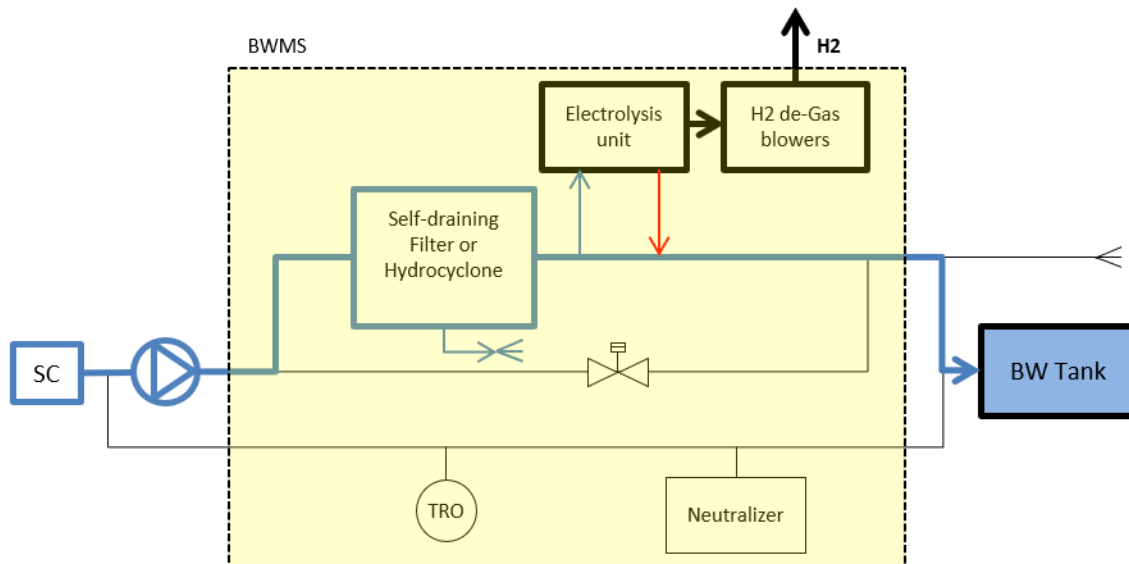 BWMS
H2
Electrolysis
unit
H2 de-Gas
blowers
Self-draining
Filter or
Hydrocyclone
SC
BW Tank
TRO
Neutralizer